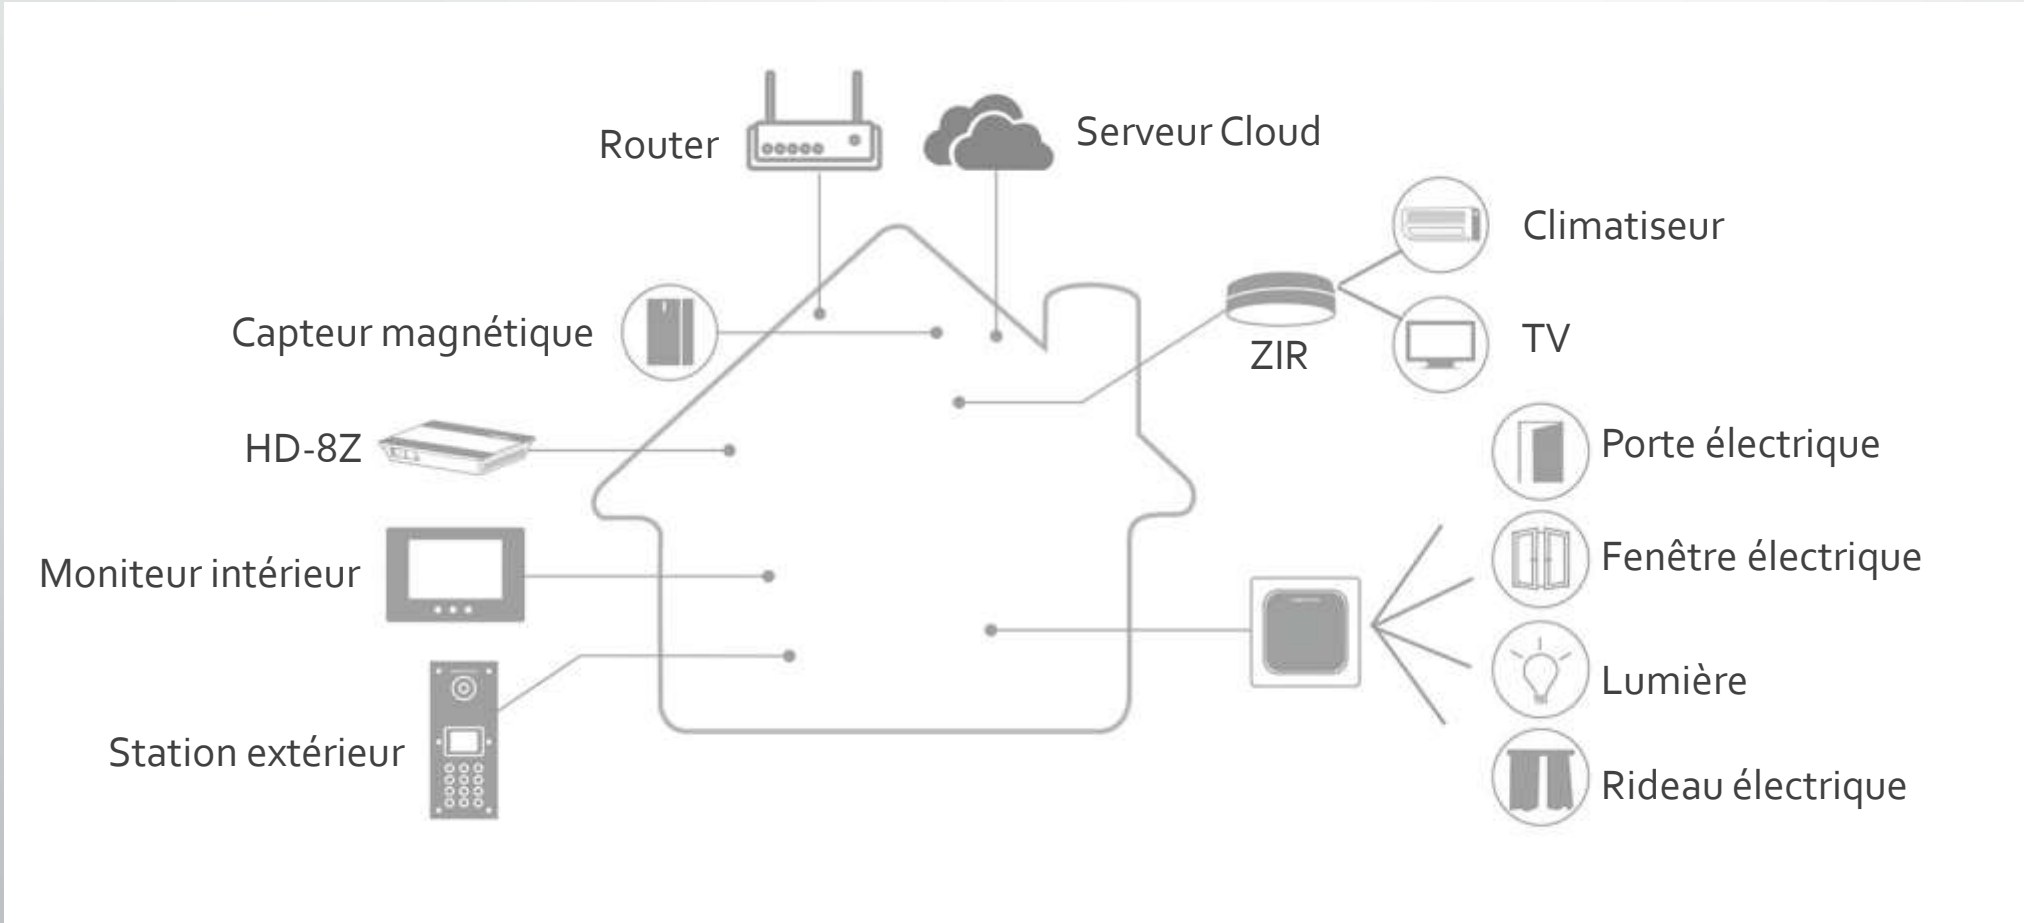 Router
Serveur Cloud
Climatiseur
Capteur magnétique
TV
ZIR
HD-8Z
Porte électrique
Fenêtre électrique
Moniteur intérieur
Lumière
Station extérieur
Rideau électrique